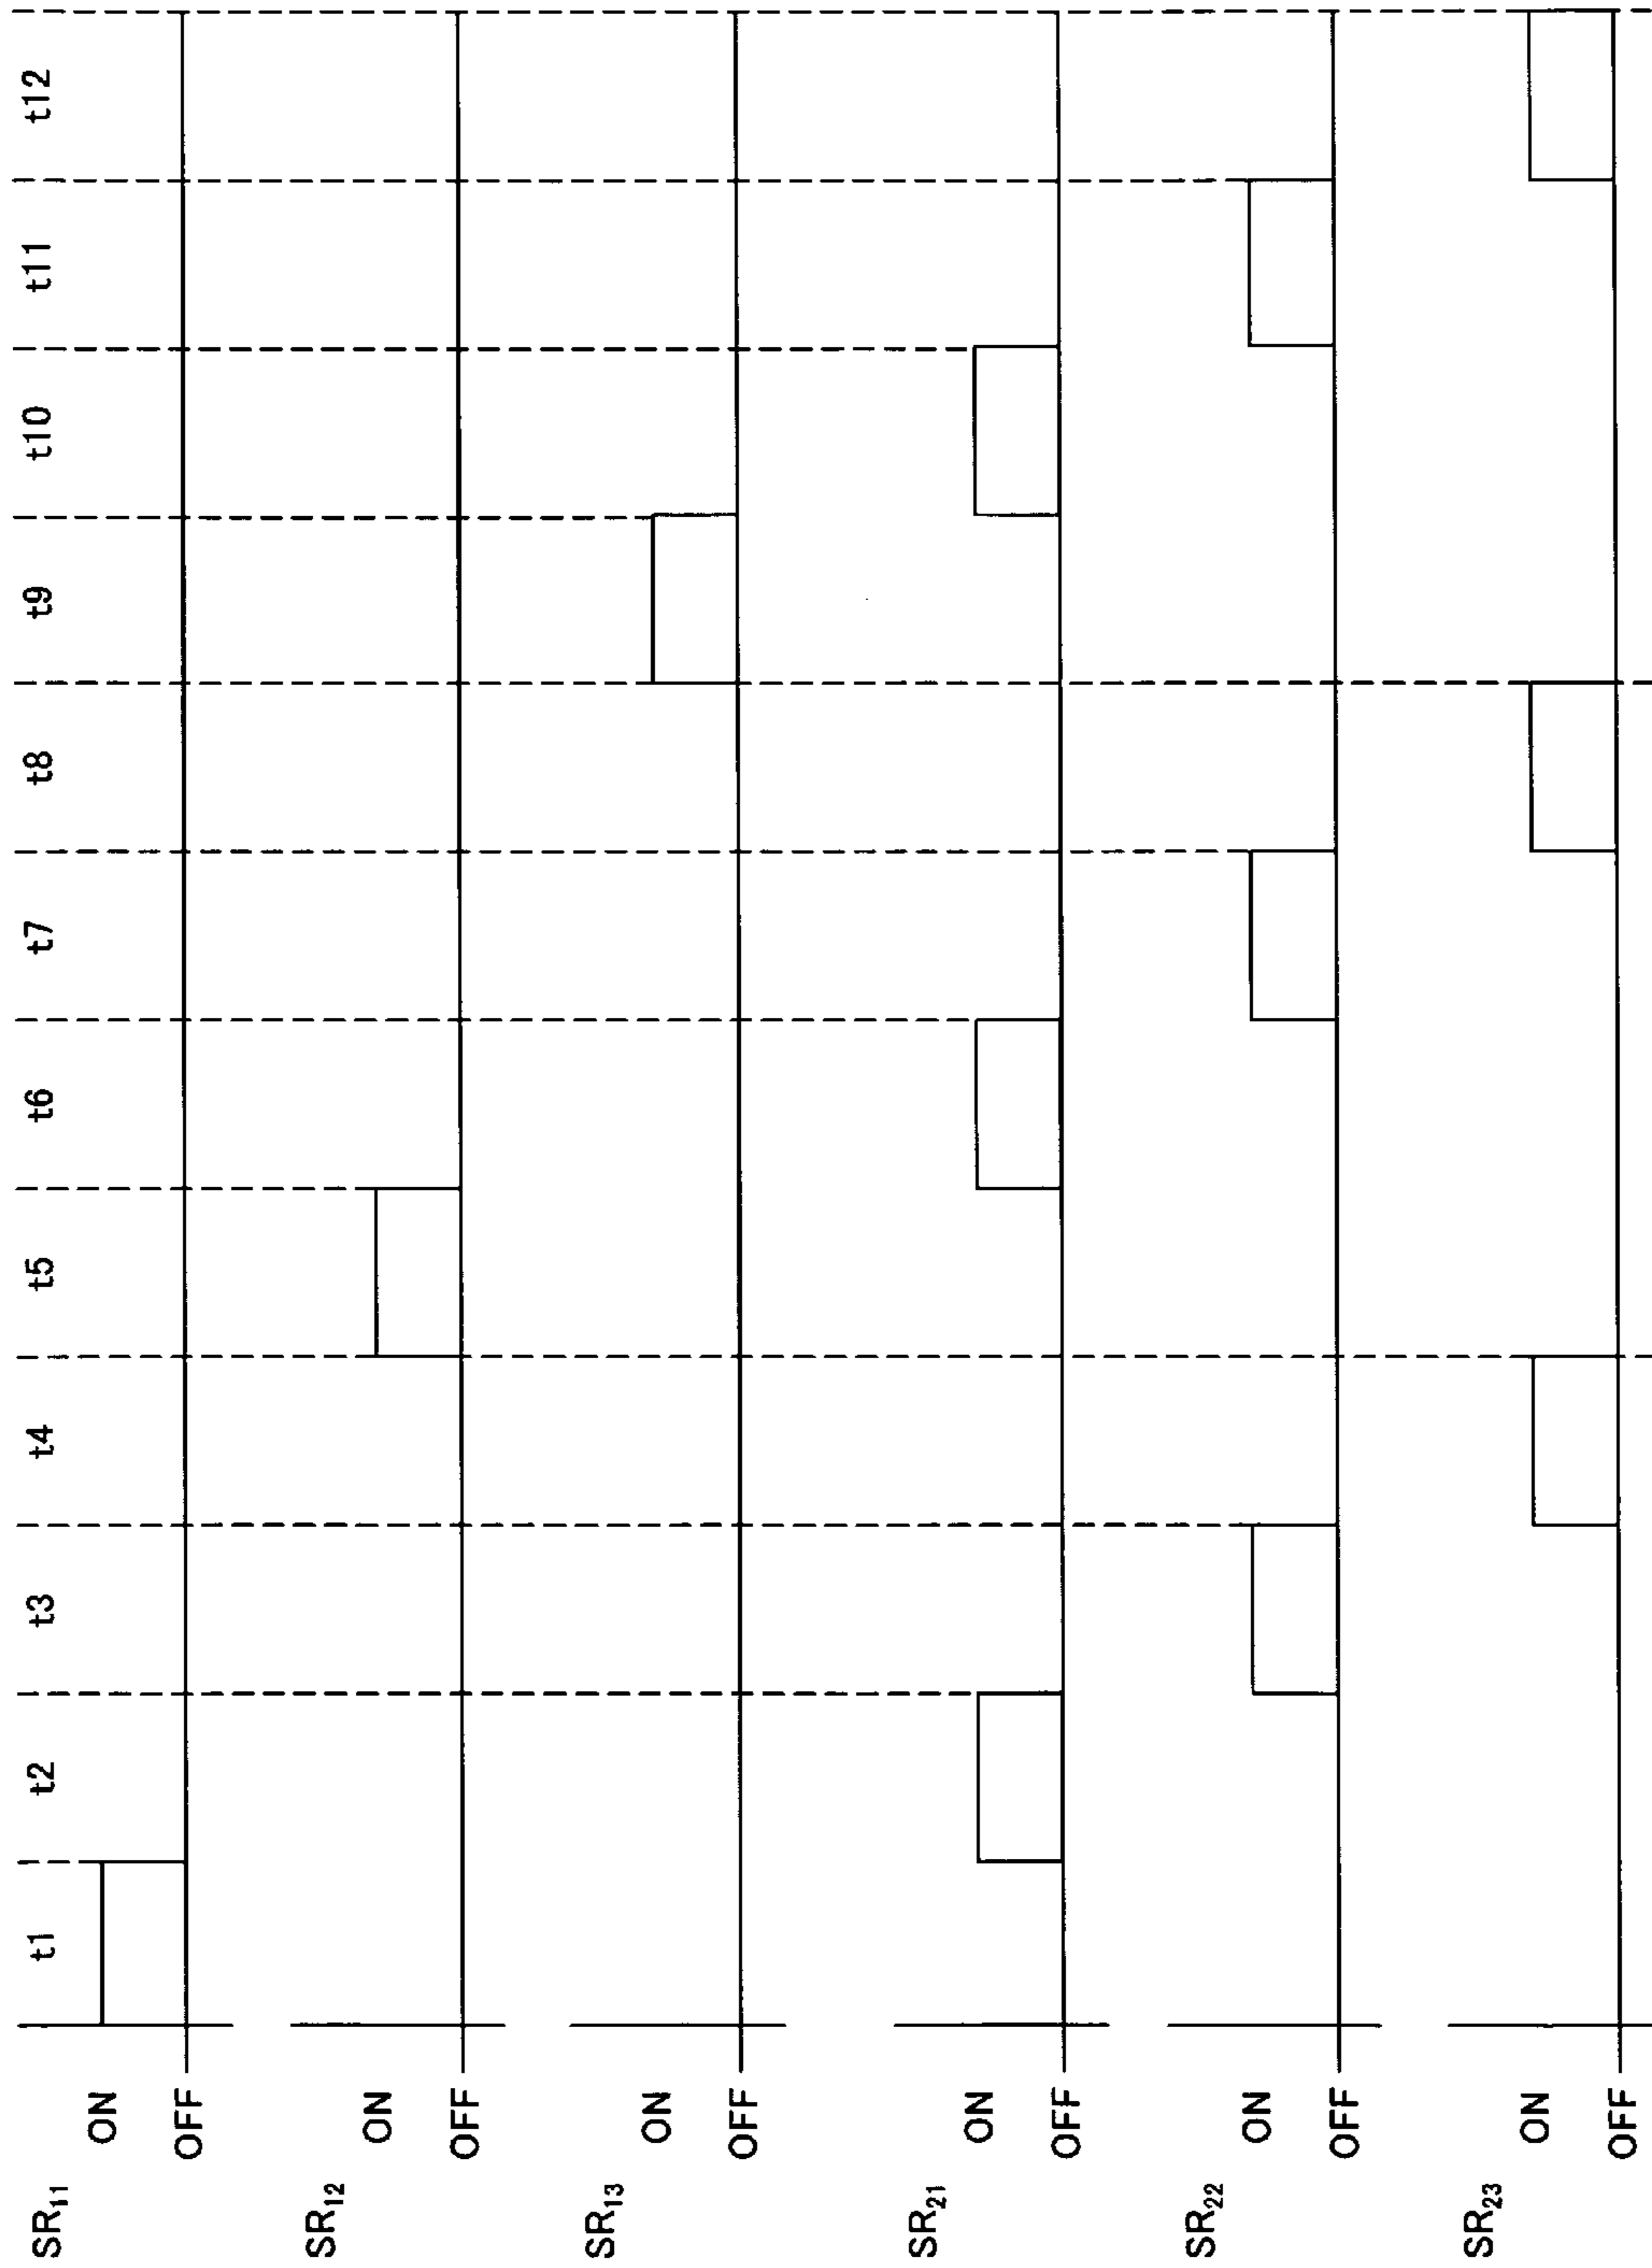 t1 t2 t3 t4 t5 t6 t7 t8 t9 t10 t11 t12
SR11
ON
OFF
SR12
ON
OFF
SR13
ON
OFF
SR21
ON
OFF
SR22
ON
OFF
SR23
ON
OFF